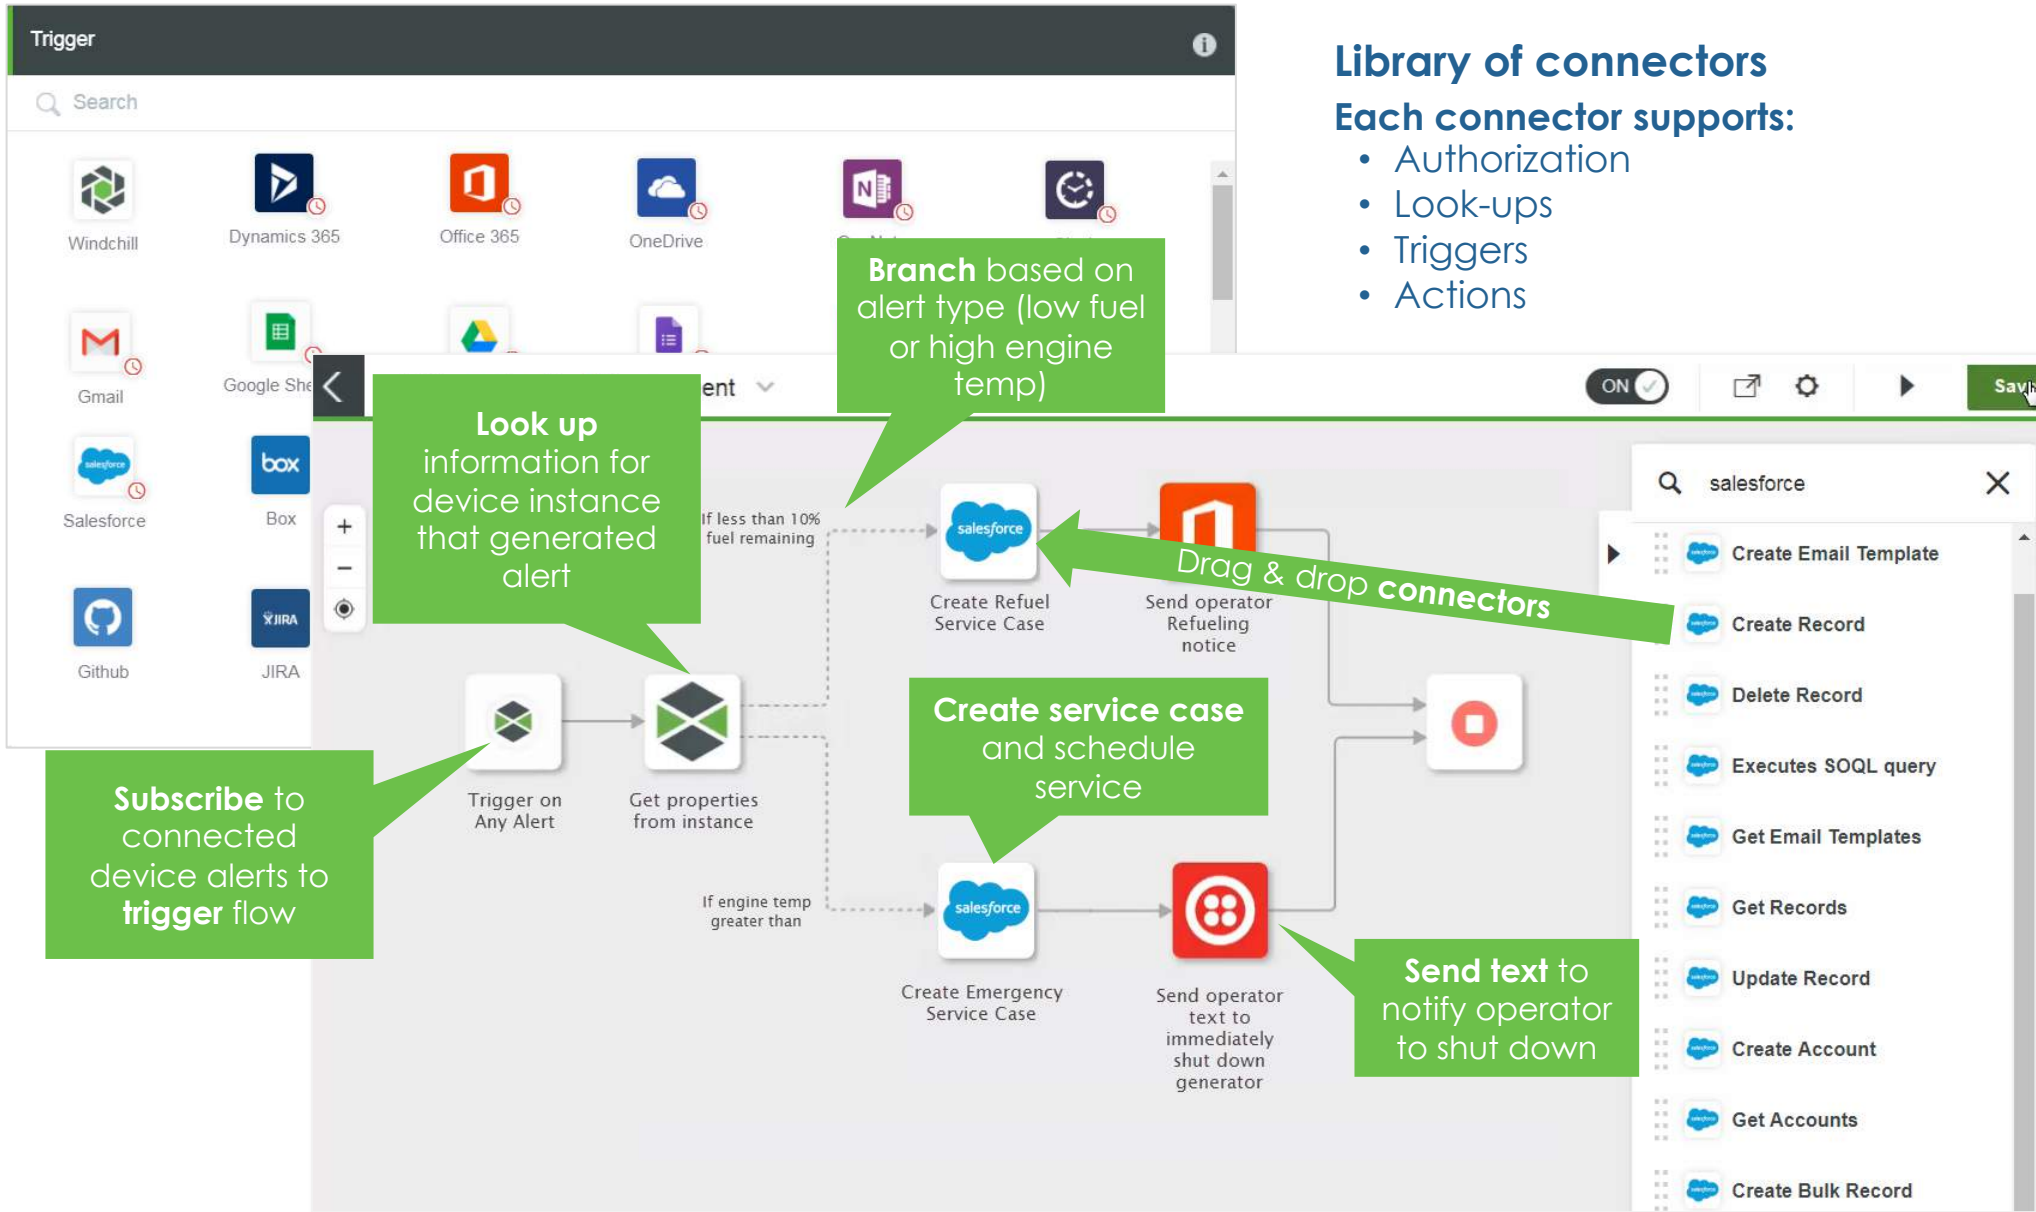 Trigger
Search
Windchill
Dynamics 365
Office 365
OneDrive
Gmail
Google She
Salesforce
Box
Github
JIRA
salesforce
box
JIRA
Library of connectors
Each connector supports:
• Authorization
• Look-ups
• Triggers
• Actions
Branch based on
alert type (low fuel
or high engine
temp)
Look up
information for
device instance
that generated
alert
ent
ON
Sav
Subscribe to
connected
device alerts to
trigger flow
Trigger on
Any Alert
Get properties
from instance
If less than 10%
fuel remaining
salesforce
Create Refuel
Service Case
Send operator
Refueling
notice
Drag & drop connectors
Create service case
and schedule
service
If engine temp
greater than
salesforce
Create Emergency
Service Case
Send operator
text to
immediately
shut down
generator
Send text to
notify operator
to shut down
salesforce
Create Email Template
Create Record
Delete Record
Executes SOQL query
Get Email Templates
Get Records
Update Record
Create Account
Get Accounts
Create Bulk Record